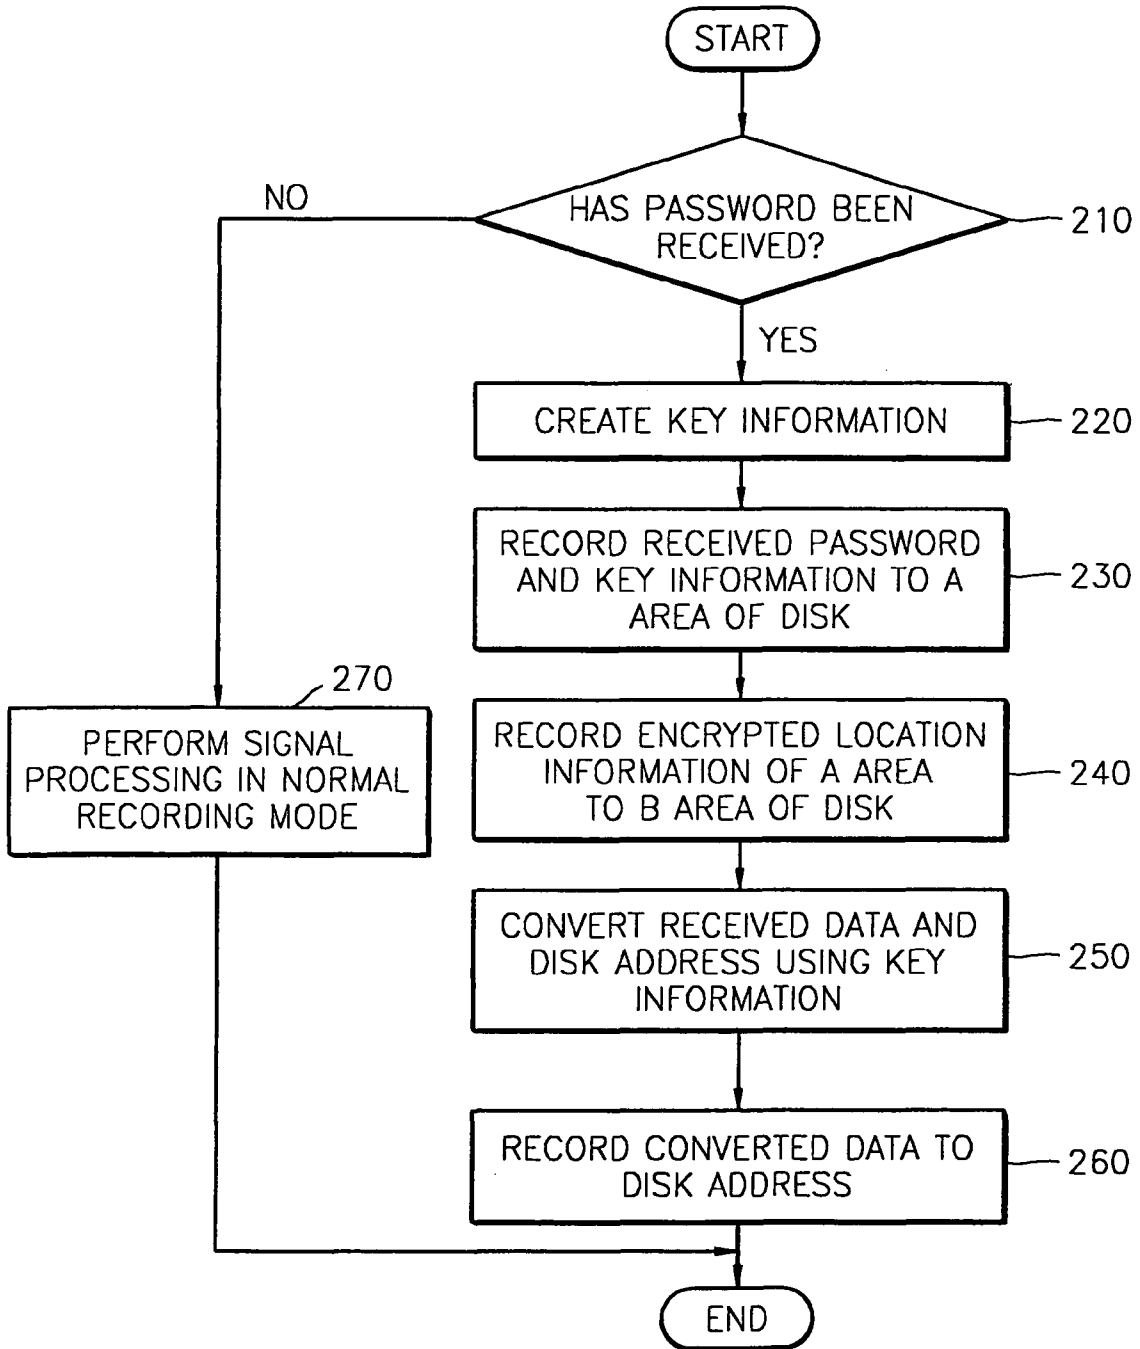 START
HAS PASSWORD BEEN
RECEIVED?
210
NO
YES
CREATE KEY INFORMATION
220
RECORD RECEIVED PASSWORD
AND KEY INFORMATION TO A
AREA OF DISK
230
270
PERFORM SIGNAL
PROCESSING IN NORMAL
RECORDING MODE
RECORD ENCRYPTED LOCATION
INFORMATION OF A AREA
TO B AREA OF DISK
240
CONVERT RECEIVED DATA AND
DISK ADDRESS USING KEY
INFORMATION
250
RECORD CONVERTED DATA TO
DISK ADDRESS
260
END